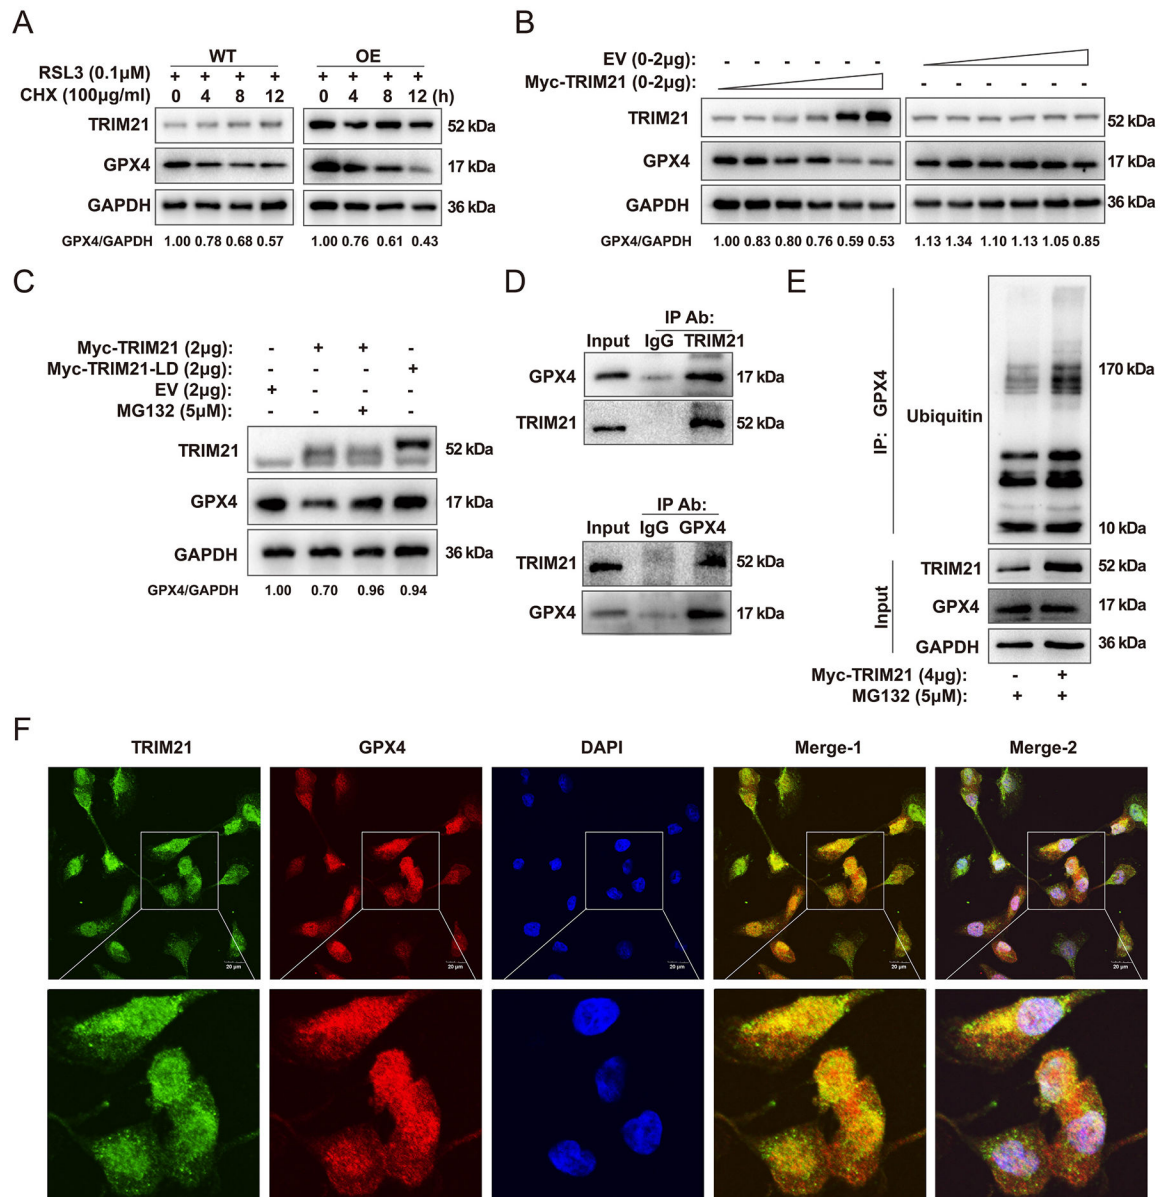 A
WT OE
RSL3 (0.1μM) + + + + + + + +
CHX (100μg/ml) 0 4 8 12 0 4 8 12 (h)
TRIM21 52 kDa
GPX4 17 kDa
GAPDH 36 kDa
GPX4/GAPDH 1.00 0.78 0.68 0.57 1.00 0.76 0.61 0.43
B
EV (0-2μg): - - - - - -
Myc-TRIM21 (0-2μg): - - - - - -
TRIM21 52 kDa
GPX4 17 kDa
GAPDH 36 kDa
GPX4/GAPDH 1.00 0.83 0.80 0.76 0.59 0.53 1.13 1.34 1.10 1.13 1.05 0.85
C
Myc-TRIM21 (2μg): - + + -
Myc-TRIM21-LD (2μg): - - - +
EV (2μg): + - - -
MG132 (5μM): - - + -
TRIM21 52 kDa
GPX4 17 kDa
GAPDH 36 kDa
GPX4/GAPDH 1.00 0.70 0.96 0.94
D
IP Ab:
Input IgG TRIM21
GPX4 17 kDa
TRIM21 52 kDa
IP Ab:
Input IgG GPX4
TRIM21 52 kDa
GPX4 17 kDa
E
IP: GPX4
Ubiquitin
170 kDa
10 kDa
Input
TRIM21 52 kDa
GPX4 17 kDa
GAPDH 36 kDa
Myc-TRIM21 (4μg): - +
MG132 (5μM): + +
F
TRIM21 GPX4 DAPI Merge-1 Merge-2
20 μm 20 μm 20 μm 20 μm 20 μm